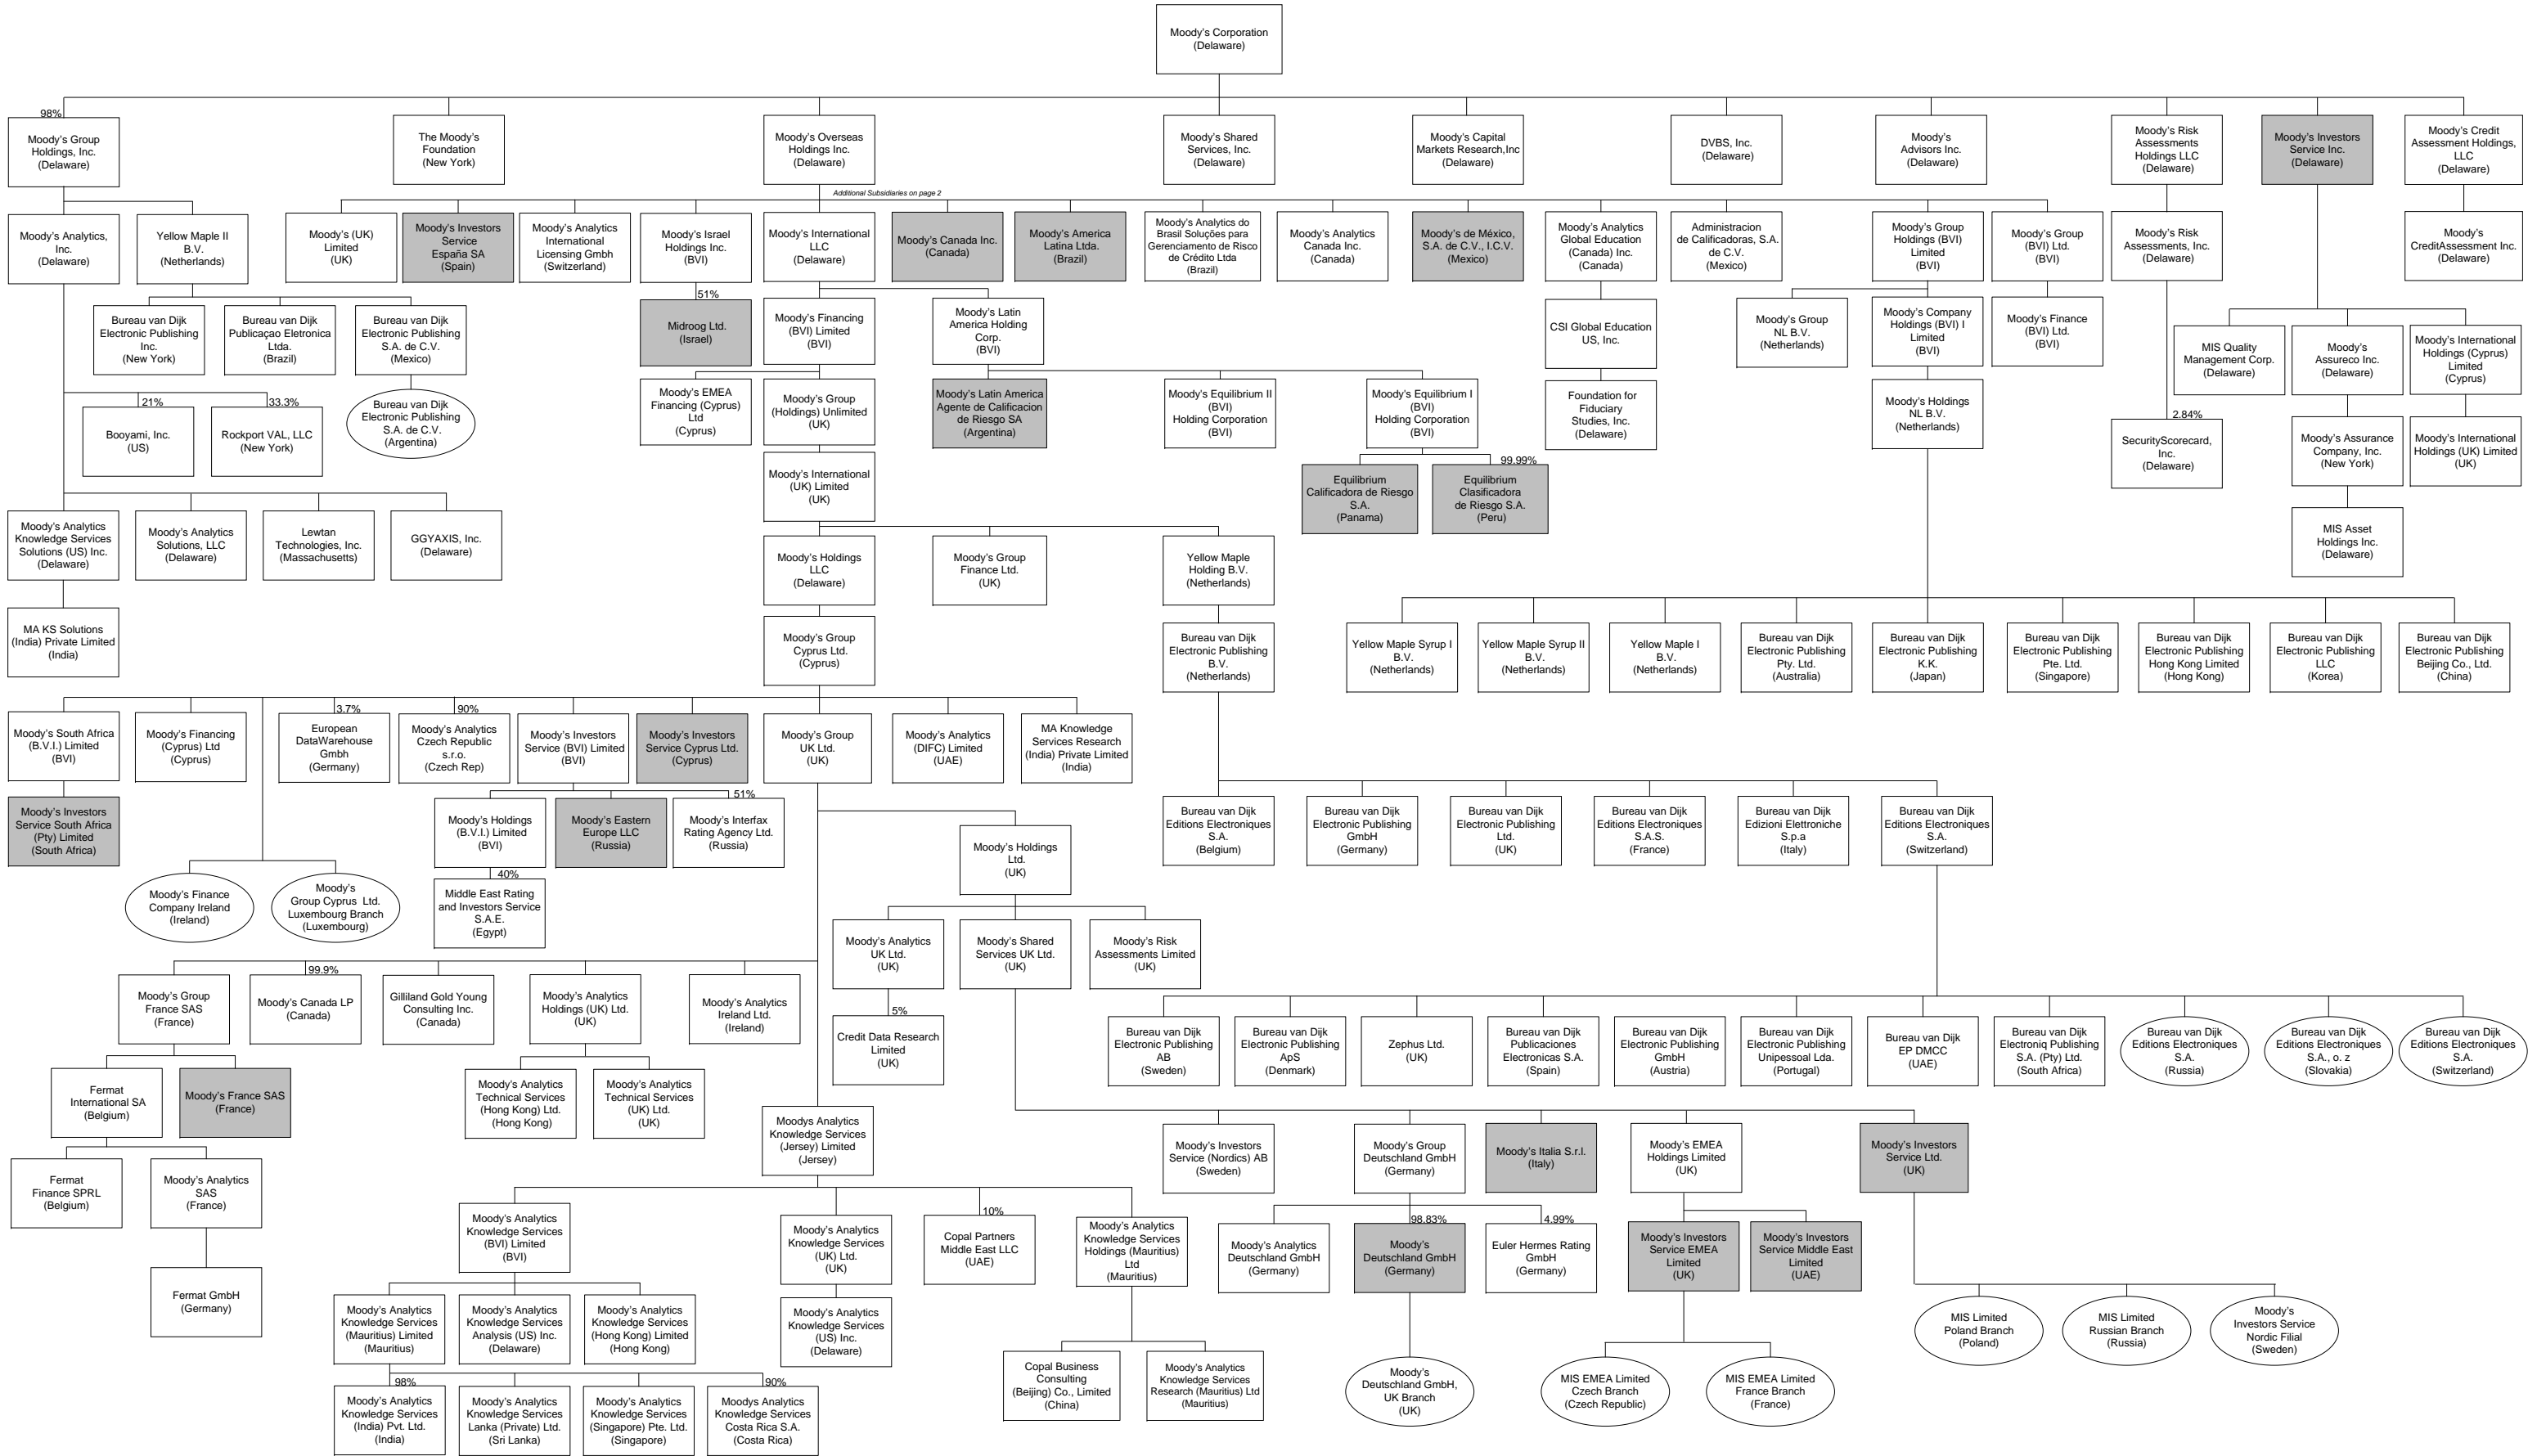 Moody's Corporation
(Delaware)
98%
Moody's Group
Holdings, Inc.
(Delaware)
The Moody's
Foundation
(New York)
Moody's Overseas
Holdings Inc.
(Delaware)
Moody's Shared
Services, Inc.
(Delaware)
Moody's Capital
Markets Research,Inc
(Delaware)
DVBS, Inc.
(Delaware)
Moody's
Advisors Inc.
(Delaware)
Moody's Risk
Assessments
Holdings LLC
(Delaware)
Moody's Investors
Service Inc.
(Delaware)
Moody's Credit
Assessment Holdings,
LLC
(Delaware)
Additional Subsidiaries on page 2
Moody's Analytics,
Inc.
(Delaware)
Yellow Maple II
B.V.
(Netherlands)
Moody's (UK)
Limited
(UK)
Moody's Investors
Service
España SA
(Spain)
Moody's Analytics
International
Licensing Gmbh
(Switzerland)
Moody's Israel
Holdings Inc.
(BVI)
Moody's International
LLC
(Delaware)
Moody's Canada Inc.
(Canada)
Moody's America
Latina Ltda.
(Brazil)
Moody's Analytics do
Brasil Soluções para
Gerenciamento de Risco
de Crédito Ltda
(Brazil)
Moody's Analytics
Canada Inc.
(Canada)
Moody's de México,
S.A. de C.V., I.C.V.
(Mexico)
Moody's Analytics
Global Education
(Canada) Inc.
(Canada)
Administracion
de Calificadoras, S.A.
de C.V.
(Mexico)
Moody's Group
Holdings (BVI)
Limited
(BVI)
Moody's Group
(BVI) Ltd.
(BVI)
Moody's Risk
Assessments, Inc.
(Delaware)
Moody's
CreditAssessment Inc.
(Delaware)
Bureau van Dijk
Electronic Publishing
Inc.
(New York)
Bureau van Dijk
Publicaçao Eletronica
Ltda.
(Brazil)
Bureau van Dijk
Electronic Publishing
S.A. de C.V.
(Mexico)
51%
Midroog Ltd.
(Israel)
Moody's Financing
(BVI) Limited
(BVI)
Moody's Latin
America Holding
Corp.
(BVI)
CSI Global Education
US, Inc.
Moody's Group
NL B.V.
(Netherlands)
Moody's Company
Holdings (BVI) I
Limited
(BVI)
Moody's Finance
(BVI) Ltd.
(BVI)
MIS Quality
Management Corp.
(Delaware)
Moody's
Assureco Inc.
(Delaware)
Moody's International
Holdings (Cyprus)
Limited
(Cyprus)
21%
Booyami, Inc.
(US)
33.3%
Rockport VAL, LLC
(New York)
Bureau van Dijk
Electronic Publishing
S.A. de C.V.
(Argentina)
Moody's EMEA
Financing (Cyprus)
Ltd
(Cyprus)
Moody's Group
(Holdings) Unlimited
(UK)
Moody's Latin America
Agente de Calificacion
de Riesgo SA
(Argentina)
Moody's Equilibrium II
(BVI)
Holding Corporation
(BVI)
Moody's Equilibrium I
(BVI)
Holding Corporation
(BVI)
Foundation for
Fiduciary
Studies, Inc.
(Delaware)
Moody's Holdings
NL B.V.
(Netherlands)
2.84%
SecurityScorecard,
Inc.
(Delaware)
Moody's Assurance
Company, Inc.
(New York)
Moody's International
Holdings (UK) Limited
(UK)
Moody's International
(UK) Limited
(UK)
Equilibrium
Calificadora de Riesgo
S.A.
(Panama)
99.99%
Equilibrium
Clasificadora
de Riesgo S.A.
(Peru)
Moody's Analytics
Knowledge Services
Solutions (US) Inc.
(Delaware)
Moody's Analytics
Solutions, LLC
(Delaware)
Lewtan
Technologies, Inc.
(Massachusetts)
GGYAXIS, Inc.
(Delaware)
Moody's Holdings
LLC
(Delaware)
Moody's Group
Finance Ltd.
(UK)
Yellow Maple
Holding B.V.
(Netherlands)
MIS Asset
Holdings Inc.
(Delaware)
MA KS Solutions
(India) Private Limited
(India)
Moody's Group
Cyprus Ltd.
(Cyprus)
Bureau van Dijk
Electronic Publishing
B.V.
(Netherlands)
Yellow Maple Syrup I
B.V.
(Netherlands)
Yellow Maple Syrup II
B.V.
(Netherlands)
Yellow Maple I
B.V.
(Netherlands)
Bureau van Dijk
Electronic Publishing
Pty. Ltd.
(Australia)
Bureau van Dijk
Electronic Publishing
K.K.
(Japan)
Bureau van Dijk
Electronic Publishing
Pte. Ltd.
(Singapore)
Bureau van Dijk
Electronic Publishing
Hong Kong Limited
(Hong Kong)
Bureau van Dijk
Electronic Publishing
LLC
(Korea)
Bureau van Dijk
Electronic Publishing
Beijing Co., Ltd.
(China)
Moody's South Africa
(B.V.I.) Limited
(BVI)
Moody's Financing
(Cyprus) Ltd
(Cyprus)
3.7%
European
DataWarehouse
Gmbh
(Germany)
90%
Moody's Analytics
Czech Republic
s.r.o.
(Czech Rep)
Moody's Investors
Service (BVI) Limited
(BVI)
Moody's Investors
Service Cyprus Ltd.
(Cyprus)
Moody's Group
UK Ltd.
(UK)
Moody's Analytics
(DIFC) Limited
(UAE)
MA Knowledge
Services Research
(India) Private Limited
(India)
Moody's Investors
Service South Africa
(Pty) Limited
(South Africa)
Moody's Holdings
(B.V.I.) Limited
(BVI)
Moody's Eastern
Europe LLC
(Russia)
51%
Moody's Interfax
Rating Agency Ltd.
(Russia)
Bureau van Dijk
Editions Electroniques
S.A.
(Belgium)
Bureau van Dijk
Electronic Publishing
GmbH
(Germany)
Bureau van Dijk
Electronic Publishing
Ltd.
(UK)
Bureau van Dijk
Editions Electroniques
S.A.S.
(France)
Bureau van Dijk
Edizioni Elettroniche
S.p.a
(Italy)
Bureau van Dijk
Editions Electroniques
S.A.
(Switzerland)
Moody's Holdings
Ltd.
(UK)
Moody's Finance
Company Ireland
(Ireland)
Moody's
Group Cyprus Ltd.
Luxembourg Branch
(Luxembourg)
40%
Middle East Rating
and Investors Service
S.A.E.
(Egypt)
Moody's Analytics
UK Ltd.
(UK)
Moody's Shared
Services UK Ltd.
(UK)
Moody's Risk
Assessments Limited
(UK)
Moody's Group
France SAS
(France)
99.9%
Moody's Canada LP
(Canada)
Gilliland Gold Young
Consulting Inc.
(Canada)
Moody's Analytics
Holdings (UK) Ltd.
(UK)
Moody's Analytics
Ireland Ltd.
(Ireland)
5%
Credit Data Research
Limited
(UK)
Bureau van Dijk
Electronic Publishing
AB
(Sweden)
Bureau van Dijk
Electronic Publishing
ApS
(Denmark)
Zephus Ltd.
(UK)
Bureau van Dijk
Publicaciones
Electronicas S.A.
(Spain)
Bureau van Dijk
Electronic Publishing
GmbH
(Austria)
Bureau van Dijk
Electroniq Publishing
Unipessoal Lda.
(Portugal)
Bureau van Dijk
EP DMCC
(UAE)
Bureau van Dijk
Electroniq Publishing
S.A. (Pty) Ltd.
(South Africa)
Bureau van Dijk
Editions Electroniques
S.A.
(Russia)
Bureau van Dijk
Editions Electroniques
S.A., o. z
(Slovakia)
Bureau van Dijk
Editions Electroniques
S.A.
(Switzerland)
Fermat
International SA
(Belgium)
Moody's France SAS
(France)
Moody's Analytics
Technical Services
(Hong Kong) Ltd.
(Hong Kong)
Moody's Analytics
Technical Services
(UK) Ltd.
(UK)
Moodys Analytics
Knowledge Services
(Jersey) Limited
(Jersey)
Moody's Investors
Service (Nordics) AB
(Sweden)
Moody's Group
Deutschland GmbH
(Germany)
Moody's Italia S.r.l.
(Italy)
Moody's EMEA
Holdings Limited
(UK)
Moody's Investors
Service Ltd.
(UK)
Fermat
Finance SPRL
(Belgium)
Moody's Analytics
SAS
(France)
Moody's Analytics
Knowledge Services
(BVI) Limited
(BVI)
Moody's Analytics
Knowledge Services
(UK) Ltd.
(UK)
10%
Copal Partners
Middle East LLC
(UAE)
Moody's Analytics
Knowledge Services
Holdings (Mauritius)
Ltd
(Mauritius)
Moody's Analytics
Deutschland GmbH
(Germany)
98.83%
Moody's
Deutschland GmbH
(Germany)
4.99%
Euler Hermes Rating
GmbH
(Germany)
Moody's Investors
Service EMEA
Limited
(UK)
Moody's Investors
Service Middle East
Limited
(UAE)
Fermat GmbH
(Germany)
Moody's Analytics
Knowledge Services
(Mauritius) Limited
(Mauritius)
Moody's Analytics
Knowledge Services
Analysis (US) Inc.
(Delaware)
Moody's Analytics
Knowledge Services
(Hong Kong) Limited
(Hong Kong)
Moody's Analytics
Knowledge Services
(US) Inc.
(Delaware)
MIS Limited
Poland Branch
(Poland)
MIS Limited
Russian Branch
(Russia)
Moody's
Investors Service
Nordic Filial
(Sweden)
98%
Moody's Analytics
Knowledge Services
(India) Pvt. Ltd.
(India)
Moody's Analytics
Knowledge Services
Lanka (Private) Ltd.
(Sri Lanka)
Moody's Analytics
Knowledge Services
(Singapore) Pte. Ltd.
(Singapore)
90%
Moodys Analytics
Knowledge Services
Costa Rica S.A.
(Costa Rica)
Copal Business
Consulting
(Beijing) Co., Limited
(China)
Moody's Analytics
Knowledge Services
Research (Mauritius) Ltd
(Mauritius)
Moody's
Deutschland GmbH,
UK Branch
(UK)
MIS EMEA Limited
Czech Branch
(Czech Republic)
MIS EMEA Limited
France Branch
(France)